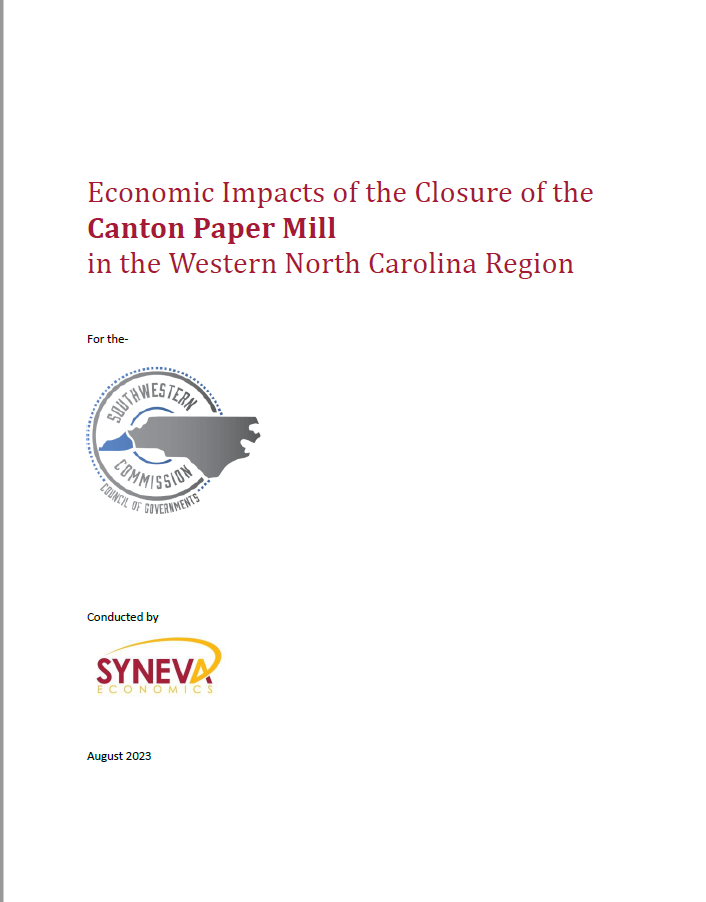 Economic Impacts of the Closure of the
Canton Paper Mill
in the Western North Carolina Region
For the-
SOUTHWESTERN
COMMISSION
COUNCIL OF GOVERNMENTS
Conducted by
SYNEVA
ECONOMICS
August 2023